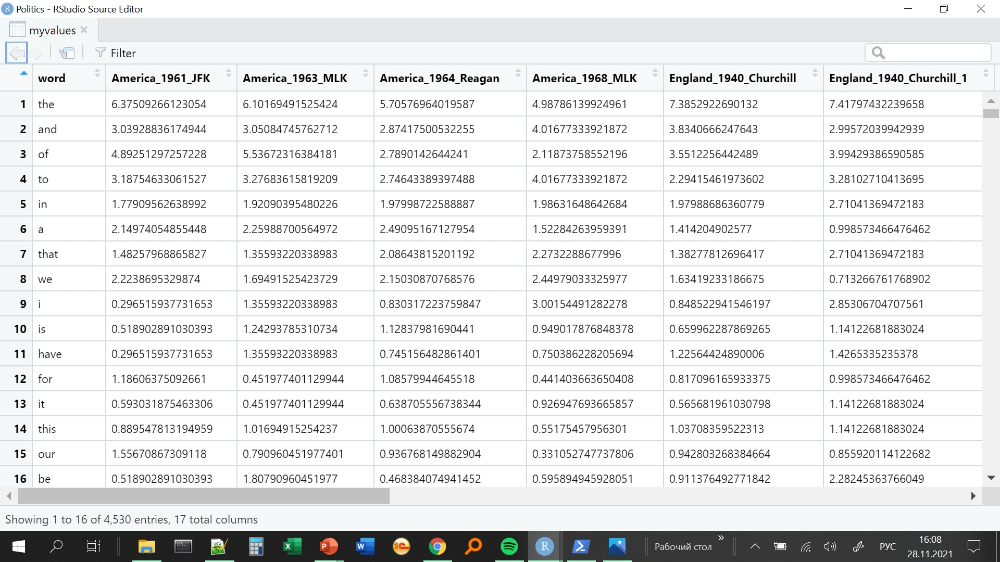 Politics - RStudio Source Editor
myvalues
Filter
word America_1961_JFK America_1963_MLK America_1964_Reagan America_1968_MLK England_1940_Churchill England_1940_Churchill_1
1 the 6.37509266123054 6.10169491525424 5.70576964019587 4.98786139924961 7.3852922690132 7.41797432239658
2 and 3.03928836174944 3.05084745762712 2.87417500532255 4.01677333921872 3.8340666247643 2.99572039942939
3 of 4.89251297257228 5.53672316384181 2.7890142644241 2.11873758552196 3.5512256442489 3.99429386590585
4 to 3.18754633061527 3.27683615819209 2.74643389397488 4.01677333921872 2.29415461973602 3.28102710413695
5 in 1.77909562638992 1.92090395480226 1.97998722588887 1.98631648642684 1.97988686360779 2.71041369472183
6 a 2.14974054855448 2.25988700564972 2.49095167127954 1.52284263959391 1.414204902577 0.998573466476462
7 that 1.48257968865827 1.35593220338983 2.08643815201192 2.2732288677996 1.38277812696417 2.71041369472183
8 we 2.2238695329874 1.69491525423729 2.15030870768576 2.44979033325977 1.63419233186675 0.713266761768902
9 i 0.296515937731653 1.35593220338983 0.830317223759847 3.00154491282278 0.848522941546197 2.85306704707561
10 is 0.518902891030393 1.24293785310734 1.12837981690441 0.949017876848378 0.659962287869265 1.14122681883024
11 have 0.296515937731653 1.35593220338983 0.745156482861401 0.750386228205694 1.22564424890006 1.4265335235378
12 for 1.18606375092661 0.451977401129944 1.08579944645518 0.441403663650408 0.817096165933375 0.998573466476462
13 it 0.593031875463306 0.451977401129944 0.638705556738344 0.926947693665857 0.565681961030798 1.14122681883024
14 this 0.889547813194959 1.01694915254237 1.00063870555674 0.55175457956301 1.03708359522313 1.14122681883024
15 our 1.55670867309118 0.790960451977401 0.936768149882904 0.331052747737806 0.942803268384664 0.855920114122682
16 be 0.518902891030393 1.80790960451977 0.468384074941452 0.595894945928051 0.911376492771842 2.28245363766049
Showing 1 to 16 of 4,530 entries, 17 total columns
Рабочий стол РУС 16:08
28.11.2021